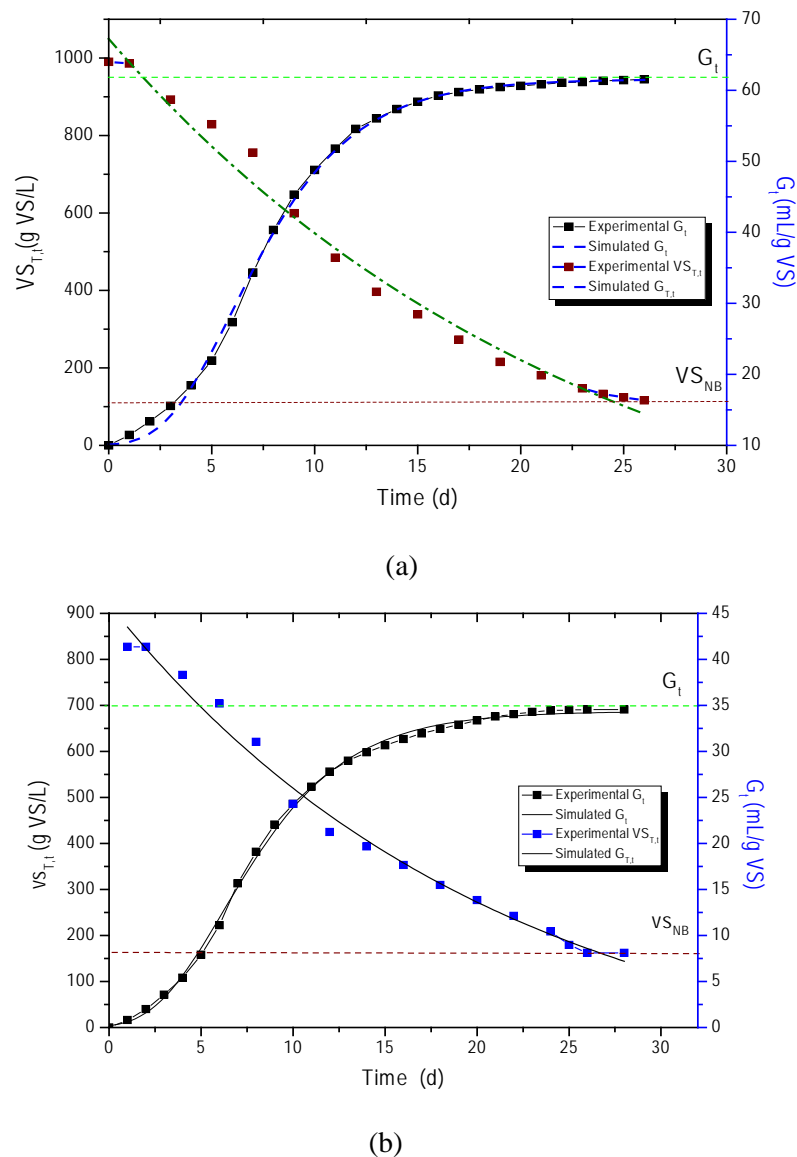 70
1000
G_t
60
800
50
VS_T,t(g VS/L)
600
Experimental G_t
Simulated G_t
Experimental VS_T,t
Simulated G_T,t
40
G_t (mL/g VS)
400
30
200
VS_NB
20
0
10
0 5 10 15 20 25 30
Time (d)
(a)
900
45
800
40
700
G_t
35
600
30
VS_T,t (g VS/L)
500
Experimental G_t
Simulated G_t
Experimental VS_T,t
Simulated G_T,t
25
G_t (mL/g VS)
400
20
300
15
200
VS_NB
10
100
5
0
0
0 5 10 15 20 25 30
Time (d)
(b)